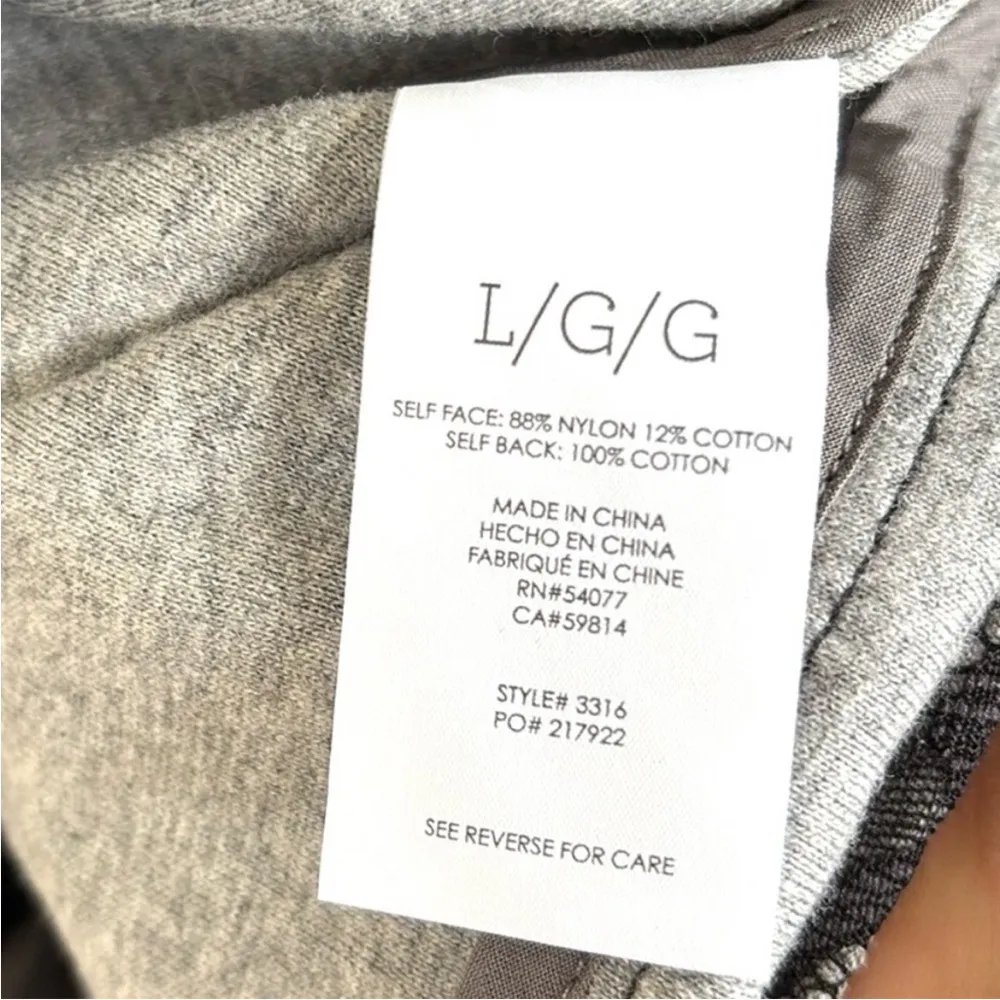 L/G/G
SELF FACE: 88% NYLON 12% COTTON
SELF BACK: 100% COTTON
MADE IN CHINA
HECHO EN CHINA
FABRIQUÉ EN CHINE
RN#54077
CA#59814
STYLE# 3316
PO# 217922
SEE REVERSE FOR CARE